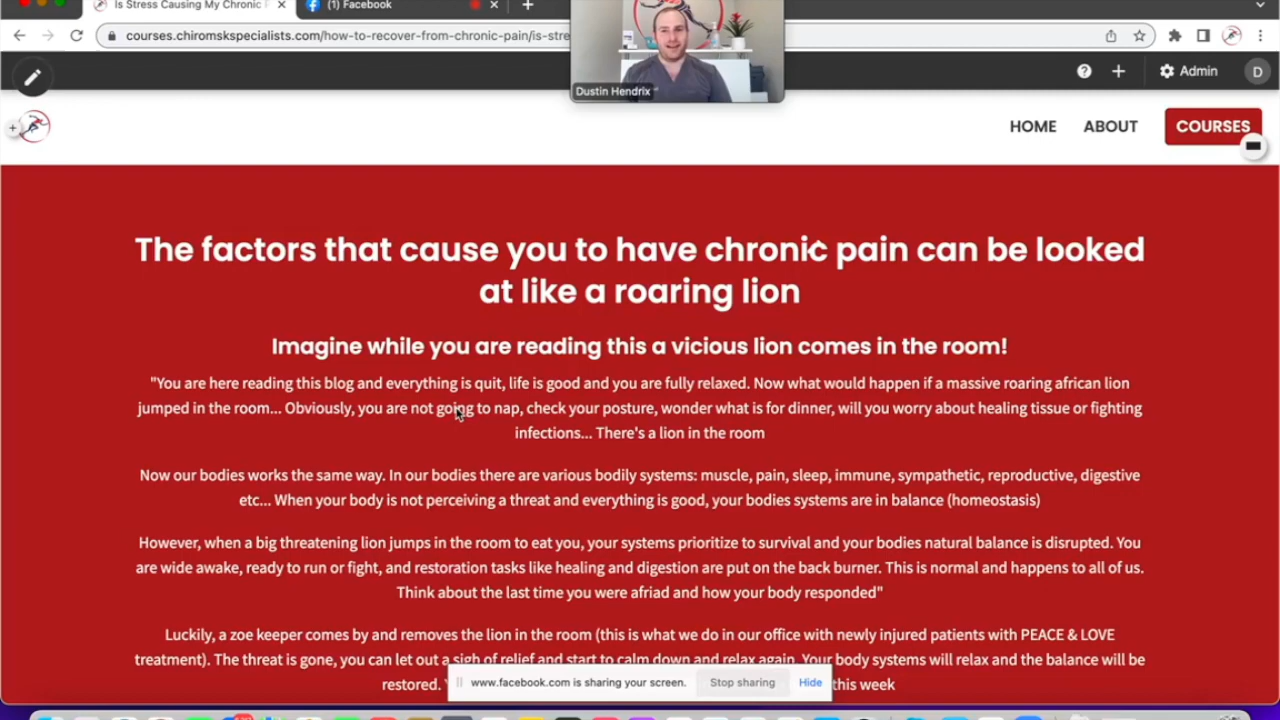 Is Stress Causing My Chronic
(1) Facebook
courses.chiromskspecialists.com/how-to-recover-from-chronic-pain/is-stre
Dustin Hendrix
Admin
D
HOME ABOUT COURSES
The factors that cause you to have chronic pain can be looked
at like a roaring lion
Imagine while you are reading this a vicious lion comes in the room!
"You are here reading this blog and everything is quit, life is good and you are fully relaxed. Now what would happen if a massive roaring african lion
jumped in the room... Obviously, you are not going to nap, check your posture, wonder what is for dinner, will you worry about healing tissue or fighting
infections... There's a lion in the room
Now our bodies works the same way. In our bodies there are various bodily systems: muscle, pain, sleep, immune, sympathetic, reproductive, digestive
etc... When your body is not perceiving a threat and everything is good, your bodies systems are in balance (homeostasis)
However, when a big threatening lion jumps in the room to eat you, your systems prioritize to survival and your bodies natural balance is disrupted. You
are wide awake, ready to run or fight, and restoration tasks like healing and digestion are put on the back burner. This is normal and happens to all of us.
Think about the last time you were afriad and how your body responded"
Luckily, a zoe keeper comes by and removes the lion in the room (this is what we do in our office with newly injured patients with PEACE & LOVE
treatment). The threat is gone, you can let out a sigh of relief and start to calm down and relax again. Your body systems will relax and the balance will be
restored. this week
www.facebook.com is sharing your screen. Stop sharing Hide